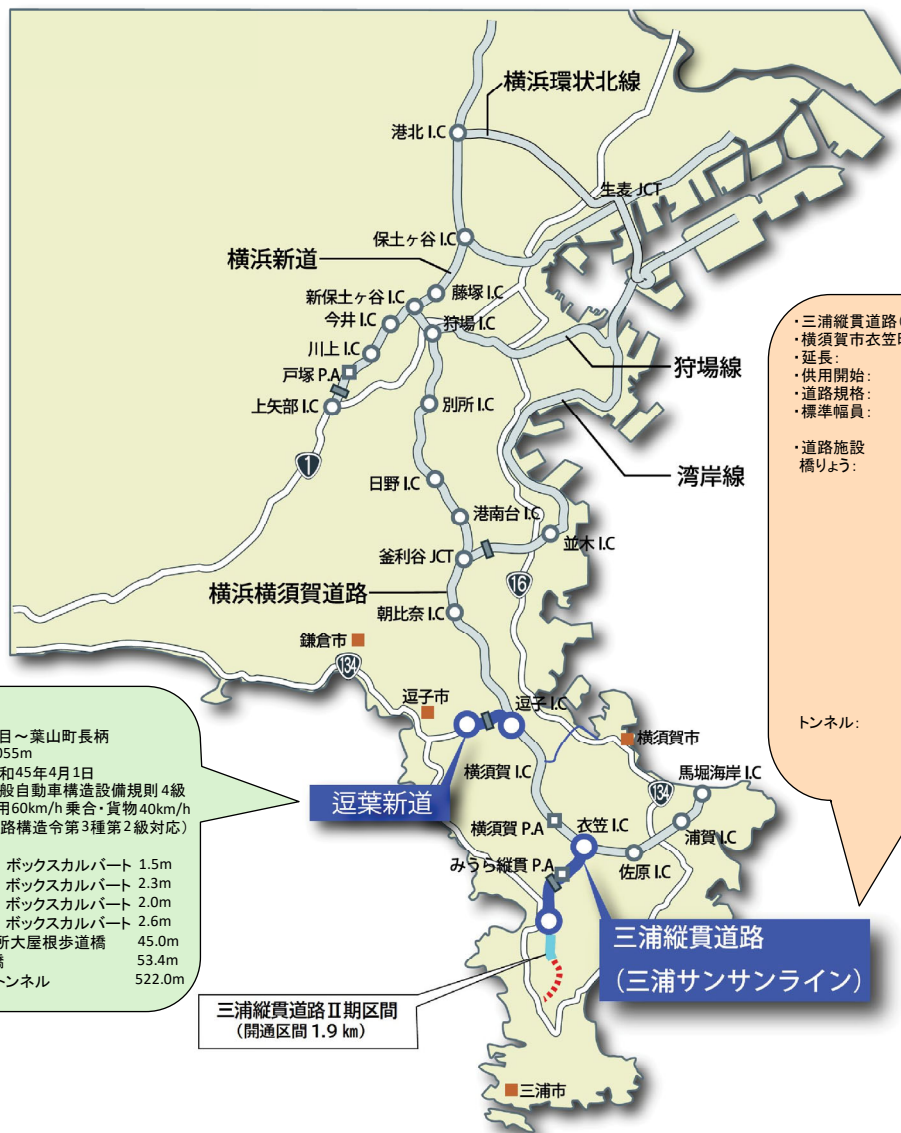 横浜環状北線
港北 I.C
生麦 JCT
保土ヶ谷 I.C
横浜新道
藤塚 I.C
新保土ヶ谷 I.C
今井 I.C
狩場 I.C
川上 I.C
戸塚 P.A
狩場線
上矢部 I.C
別所 I.C
1
湾岸線
日野 I.C
港南台 I.C
並木 I.C
釜利谷 JCT
16
横浜横須賀道路
朝比奈 I.C
鎌倉市
134
逗子市
逗子 I.C
横須賀市
横須賀 I.C
馬堀海岸 I.C
134
逗葉新道
横須賀 P.A
衣笠 I.C
浦賀 I.C
みうら縦貫 P.A
佐原 I.C
三浦縦貫道路
(三浦サンサンライン)
三浦縦貫道路Ⅱ期区間
(開通区間 1.9 ㎞)
三浦市
・三浦縦貫道路(
・横須賀市衣笠
・延長:
・供用開始:
・道路規格:
・標準幅員:
・道路施設
橋りょう:
トンネル:
目～葉山町長柄
055m
和45年4月1日
般自動車構造設備規則4級
用60km/h 乗合・貨物40km/h
路構造令第3種第2級対応)
ボックスカルバート 1.5m
ボックスカルバート 2.3m
ボックスカルバート 2.0m
ボックスカルバート 2.6m
所大屋根歩道橋 45.0m
橋 53.4m
トンネル 522.0m